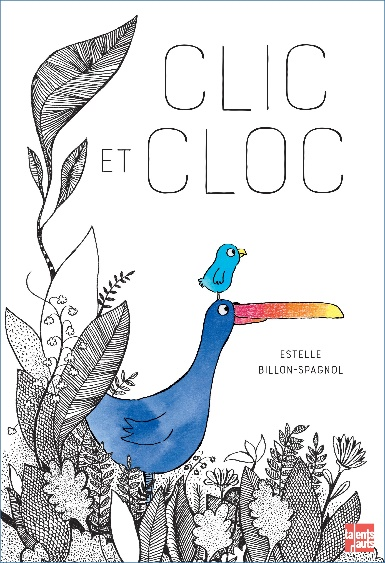 CLIC
ET CLOC
ESTELLE
BILLON-SPAGNOL
talents
hauts